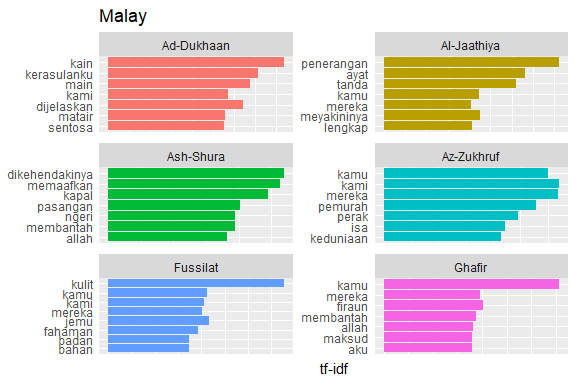 Malay
Ad-Dukhaan
kain
kerasulanku
main
kami
dijelaskan
matair
sentosa
Al-Jaathiya
penerangan
ayat
tanda
kamu
mereka
meyakininya
lengkap
Ash-Shura
dikehendakinya
memaafkan
kapal
pasangan
ngeri
membantah
allah
Az-Zukhruf
kamu
kami
mereka
pemurah
perak
isa
keduniaan
Fussilat
kulit
kamu
kami
mereka
jemu
fahaman
badan
bahan
Ghafir
kamu
mereka
firaun
membantah
allah
maksud
aku
tf-idf